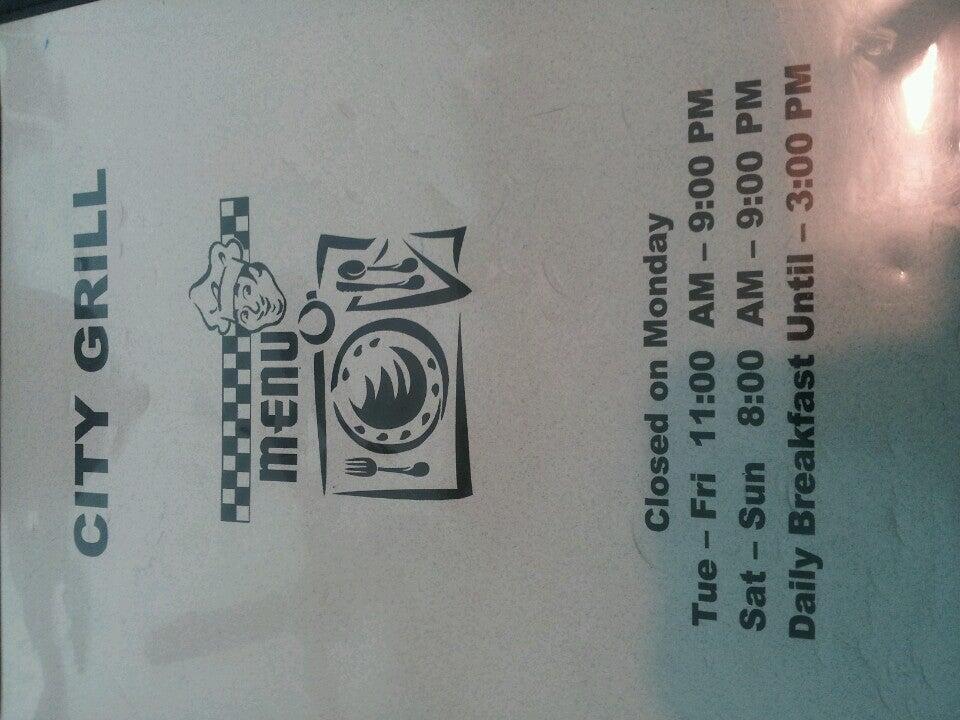 CITY GRILL
MENU
Closed on Monday
Tue – Fri 11:00 AM – 9:00 PM
Sat – Sun 8:00 AM – 9:00 PM
Daily Breakfast Until – 3:00 PM